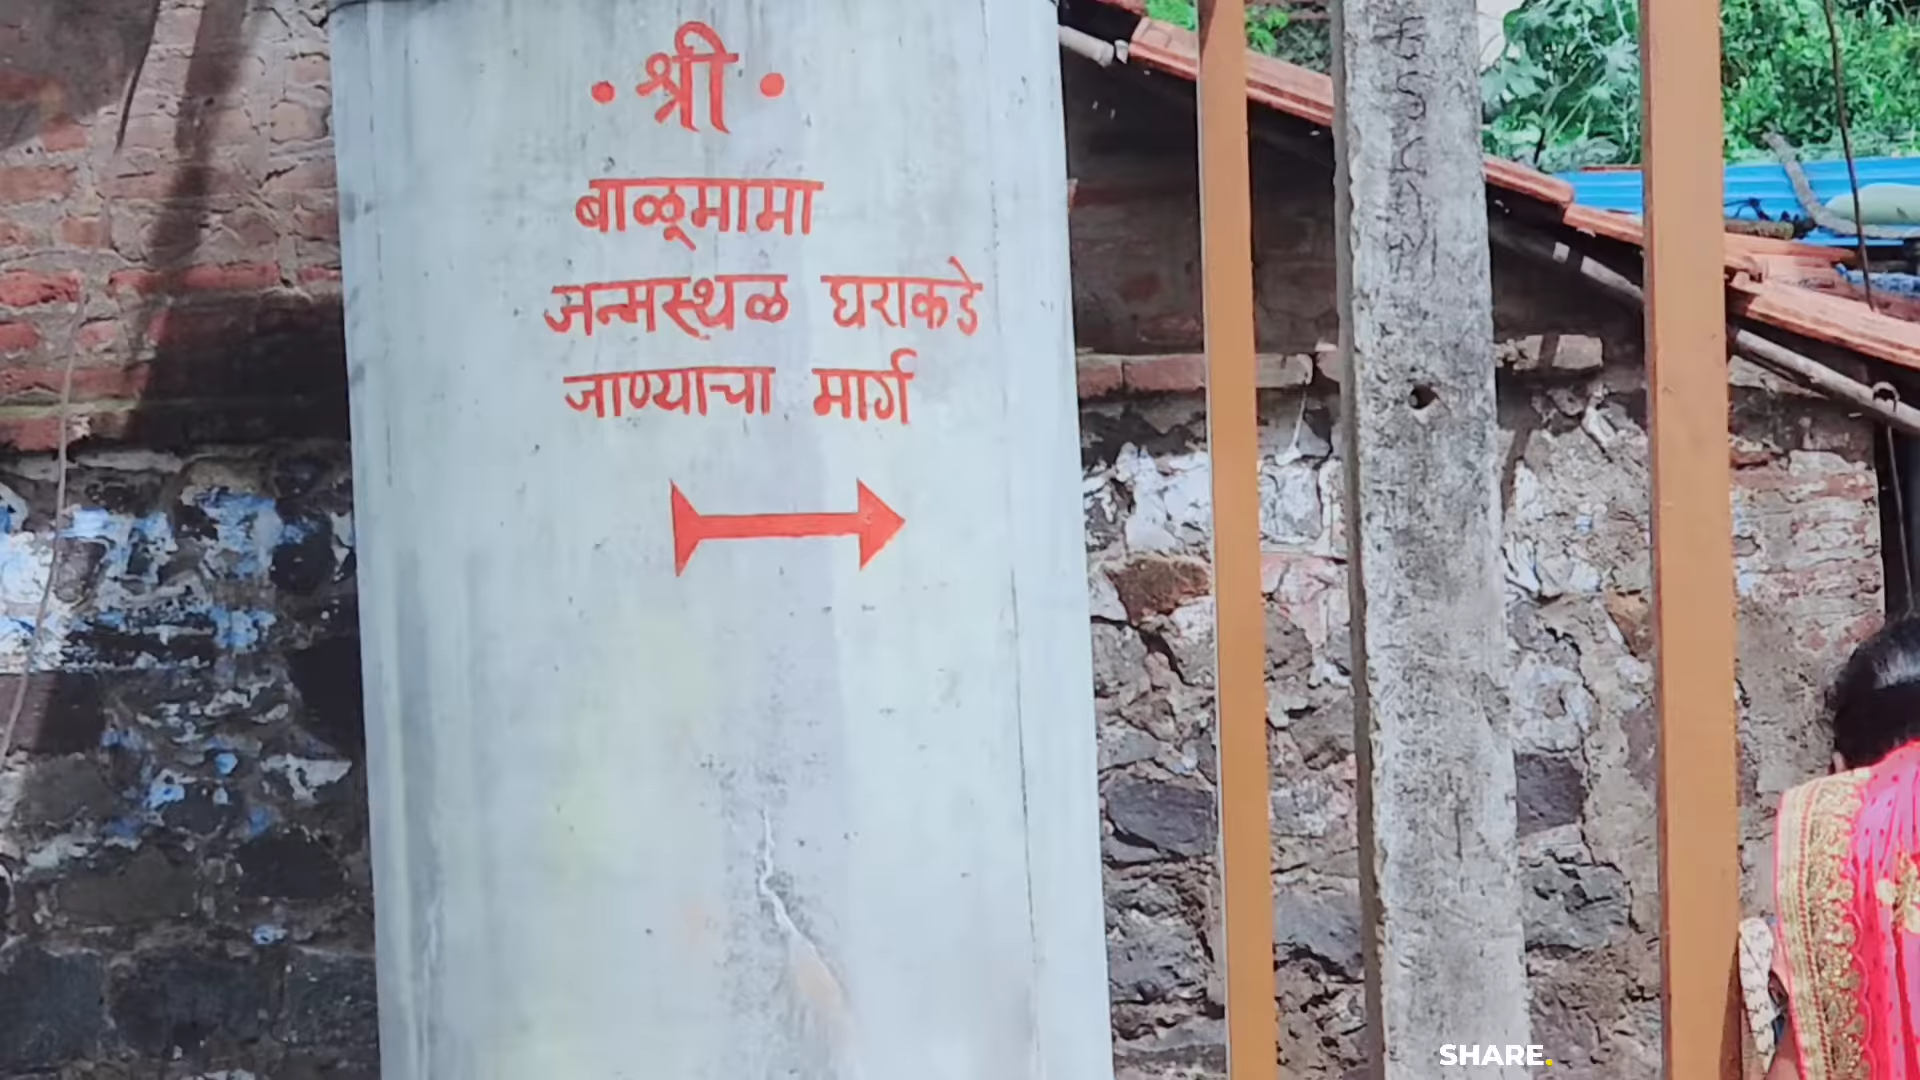 • श्री •
बाळूमामा
जन्मस्थळ घराकडे
जाण्याचा मार्ग
SHARE.